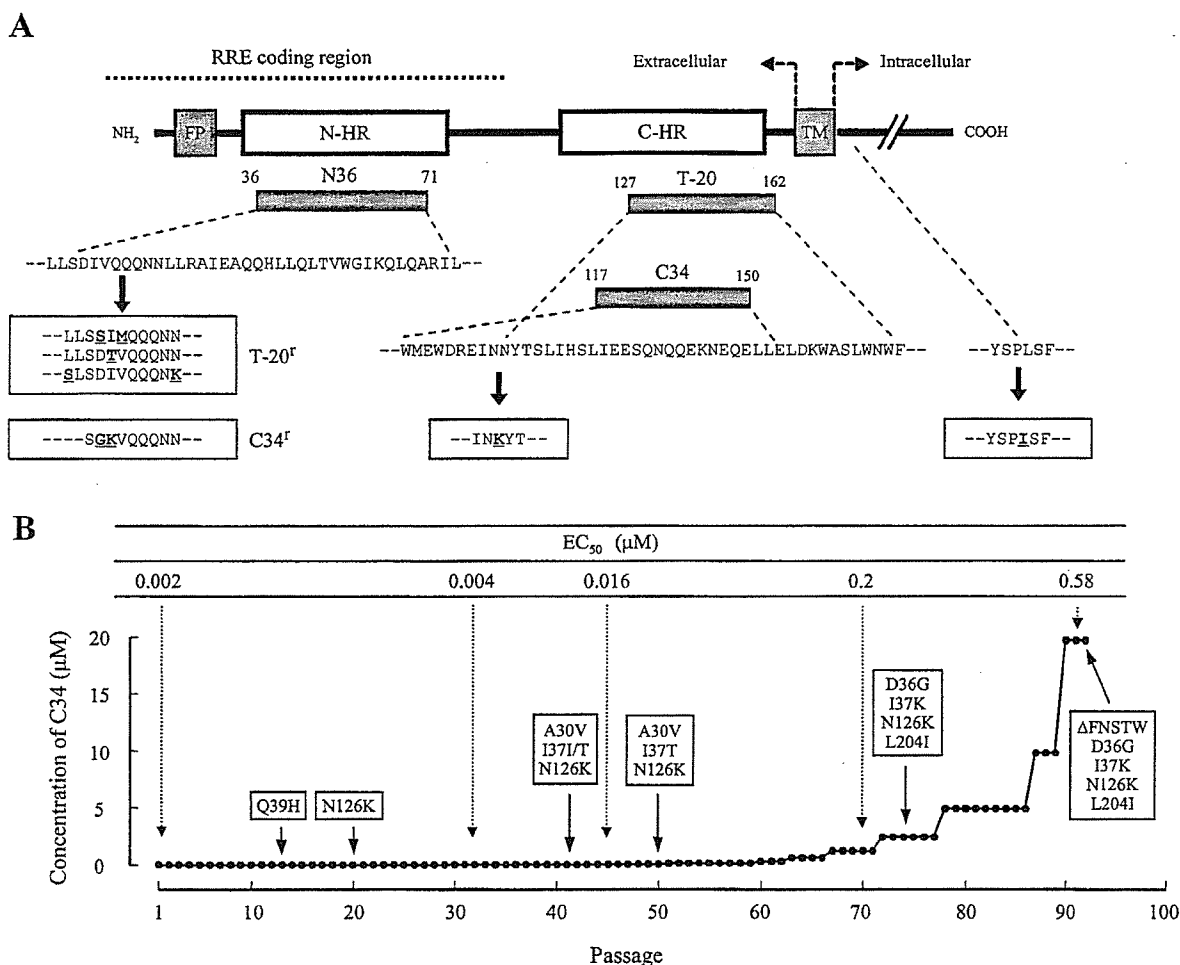 A
RRE coding region
Extracellular
Intracellular
NH2
FP
N-HR
C-HR
TM
COOH
36
N36
71
127
T-20
162
--LLSDIVQQQNNLLRAIEAQQHLLQLTVWGIKQLQARIL--
117
C34
150
--WMEWDREINNYTSLIHSLIEESQNQQEKNEQELLELDKWASLWNWF--
--YSPLSF--
--LLSSIMQQQNN--
--LLSDTVQQQNN--
--SLSDIVQQQNK--
T-20r
----SGKVQQQNN--
C34r
--INKYT--
--YSPISF--
B
EC50 (µM)
0.002
0.004
0.016
0.2
0.58
Concentration of C34 (µM)
20
15
10
5
0
Q39H
N126K
A30V
I37I/T
N126K
A30V
I37T
N126K
D36G
I37K
N126K
L204I
ΔFNSTW
D36G
I37K
N126K
L204I
1
10
20
30
40
50
60
70
80
90
100
Passage